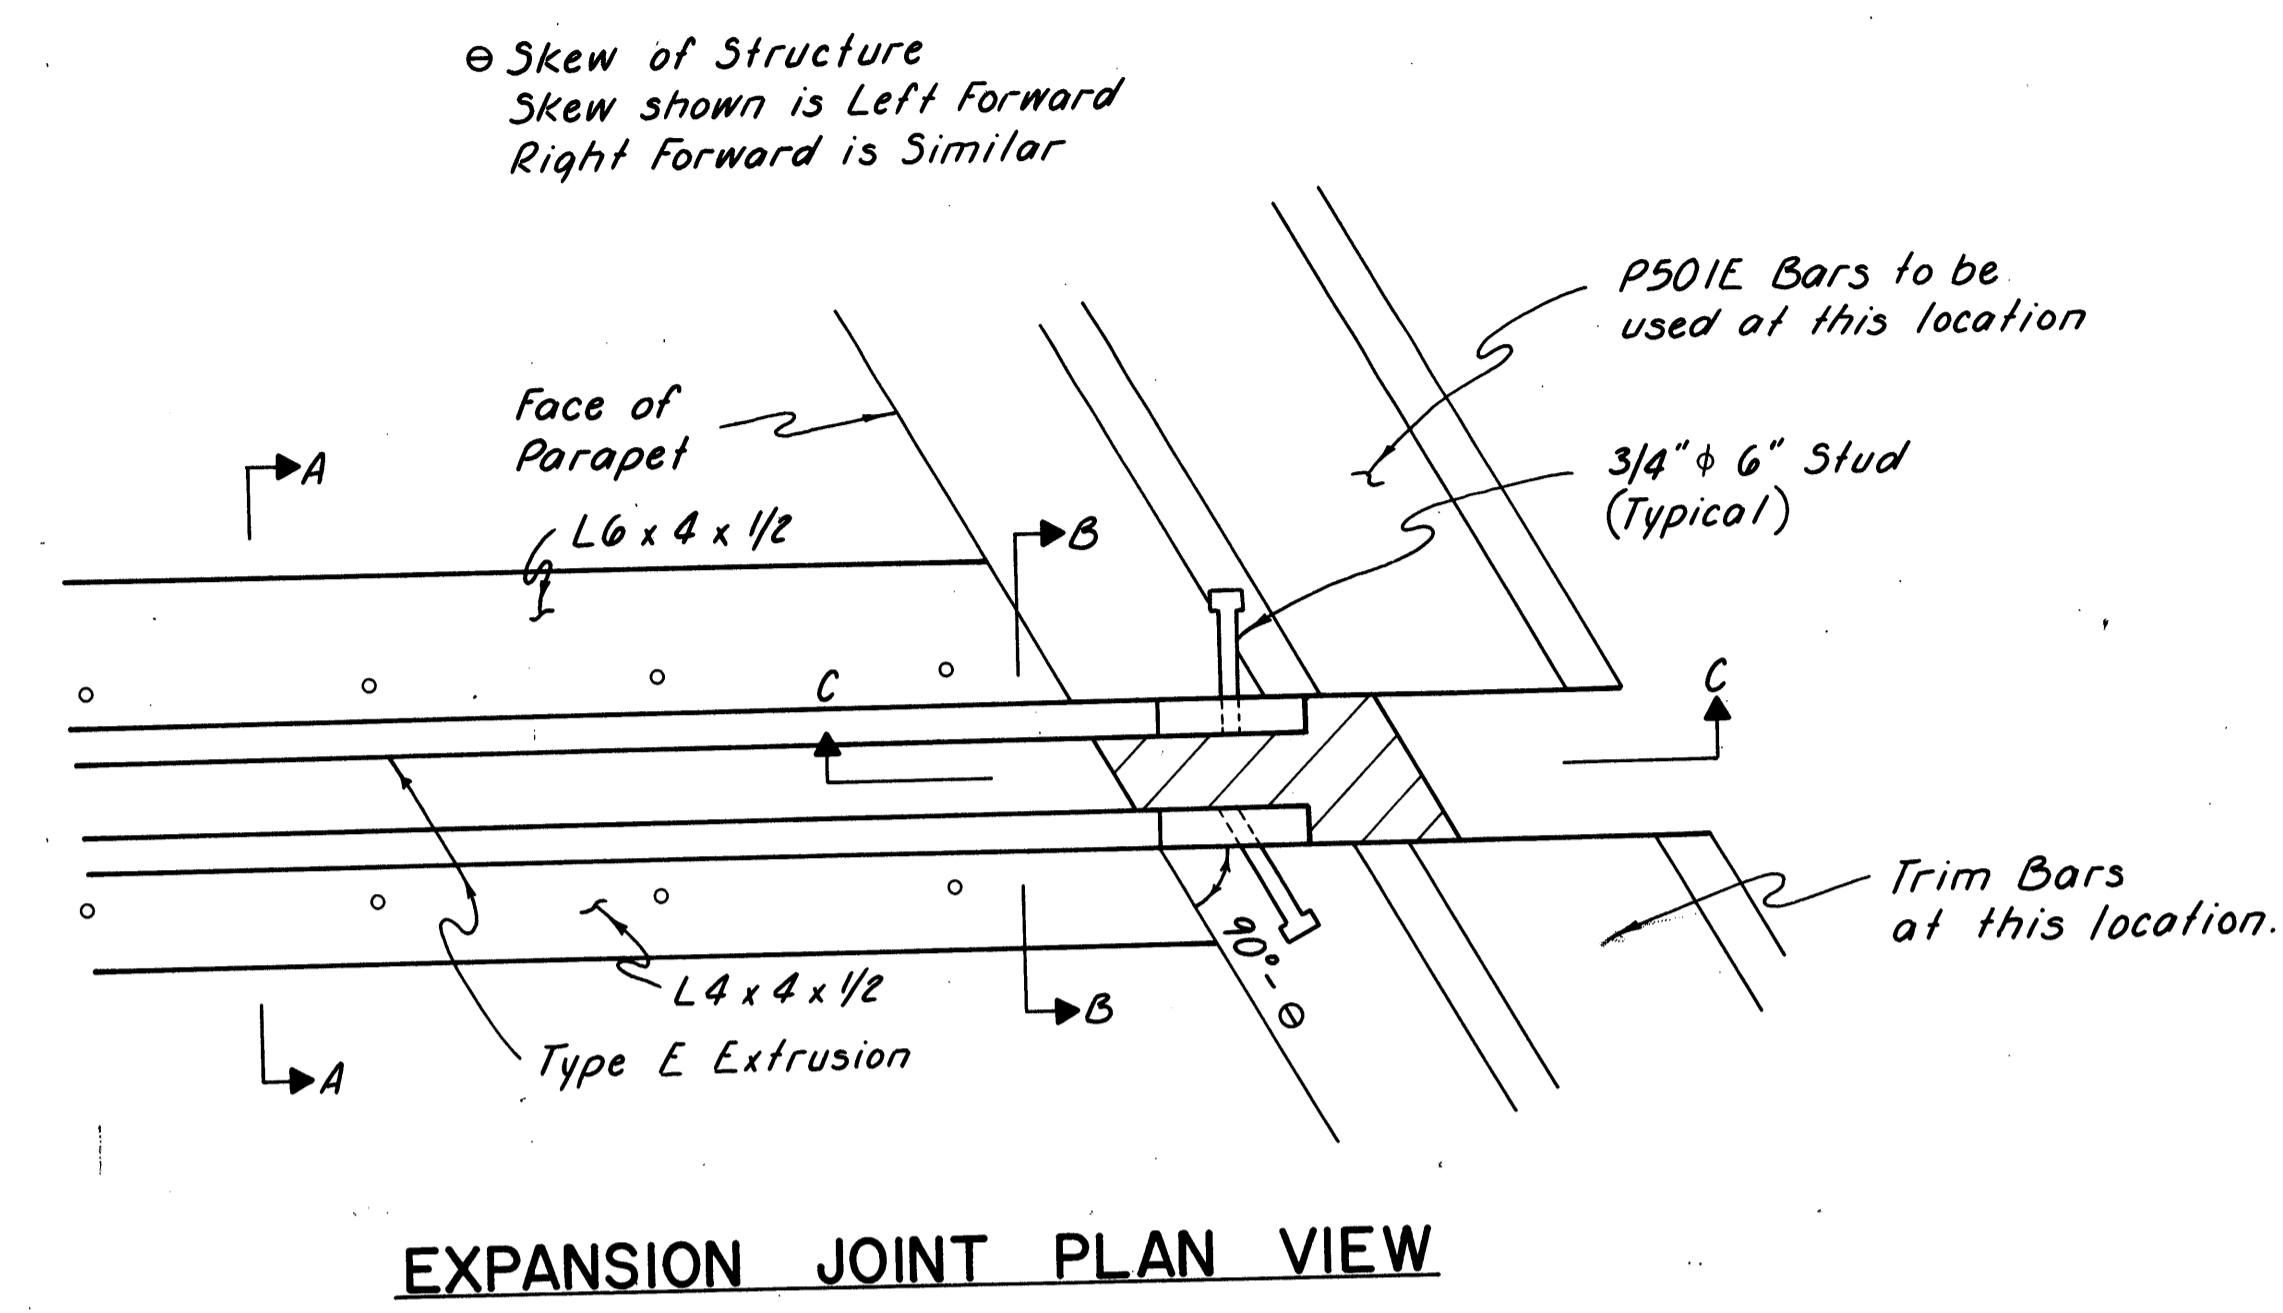 ⊖ Skew of Structure
Skew shown is Left Forward
Right Forward is Similar
P501E Bars to be
used at this location
Face of
Parapet
3/4"ϕ 6" Stud
(Typical)
A
L6 x 4 x 1/2
B
C
C
Trim Bars
at this location.
90°-⊖
L4 x 4 x 1/2
B
Type E Extrusion
A
EXPANSION JOINT PLAN VIEW